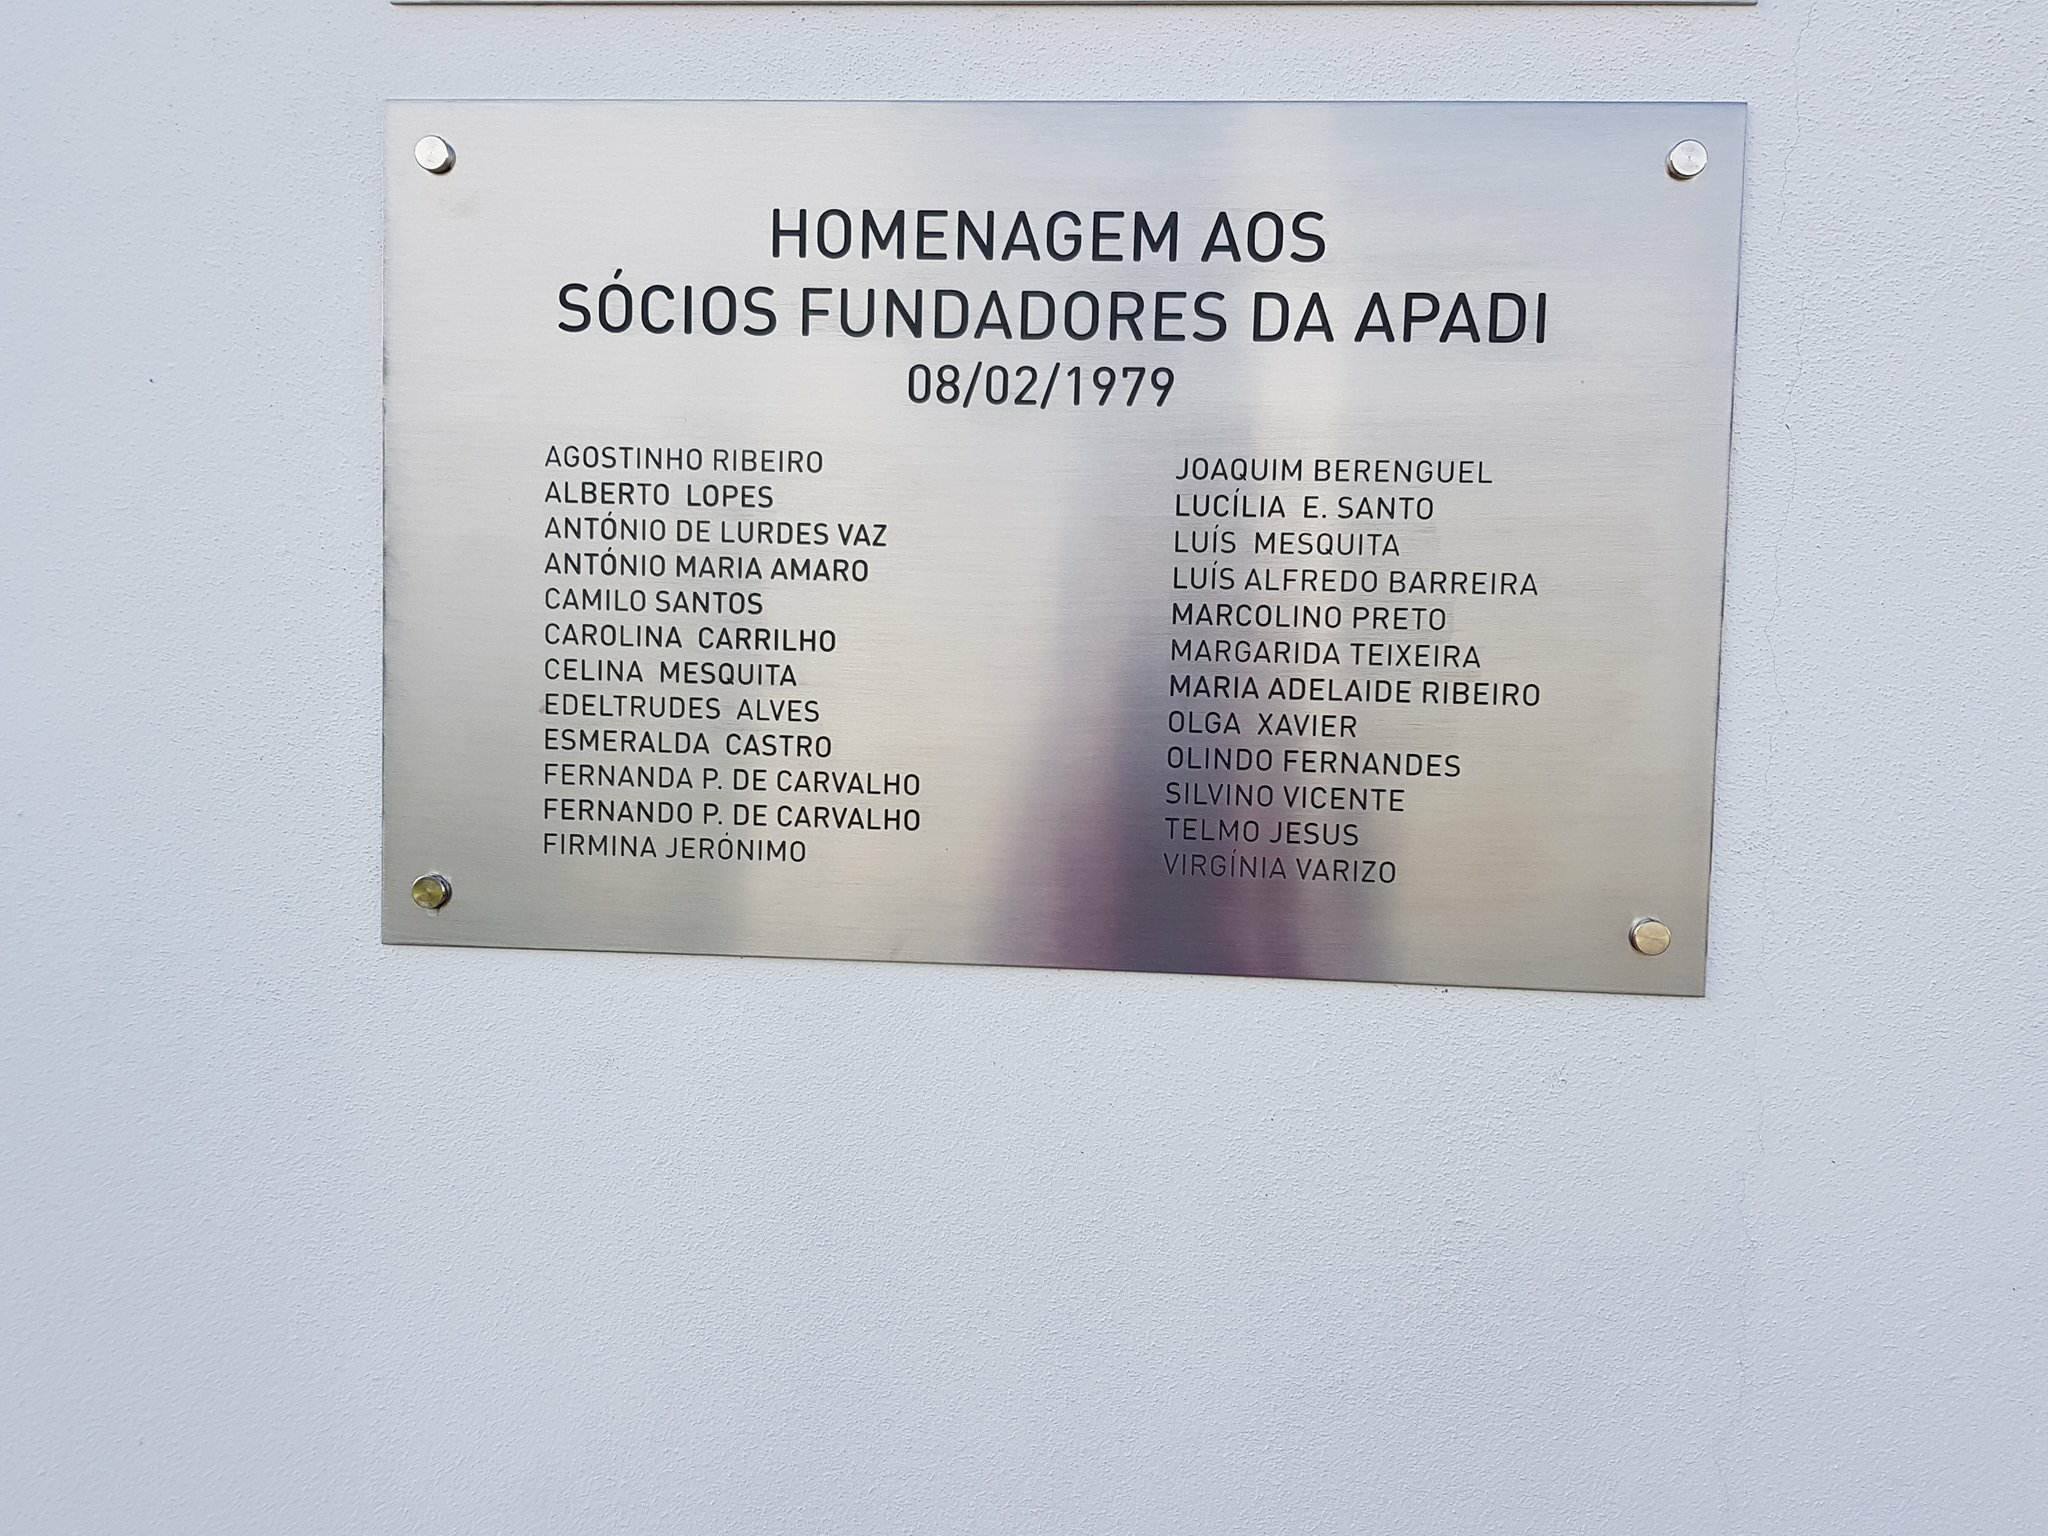 HOMENAGEM AOS
SÓCIOS FUNDADORES DA APADI
08/02/1979
AGOSTINHO RIBEIRO
ALBERTO LOPES
ANTÓNIO DE LURDES VAZ
ANTÓNIO MARIA AMARO
CAMILO SANTOS
CAROLINA CARRILHO
CELINA MESQUITA
EDELTRUDES ALVES
ESMERALDA CASTRO
FERNANDA P. DE CARVALHO
FERNANDO P. DE CARVALHO
FIRMINA JERÓNIMO
JOAQUIM BERENGUEL
LUCÍLIA E. SANTO
LUÍS MESQUITA
LUÍS ALFREDO BARREIRA
MARCOLINO PRETO
MARGARIDA TEIXEIRA
MARIA ADELAIDE RIBEIRO
OLGA XAVIER
OLINDO FERNANDES
SILVINO VICENTE
TELMO JESUS
VIRGÍNIA VARIZO